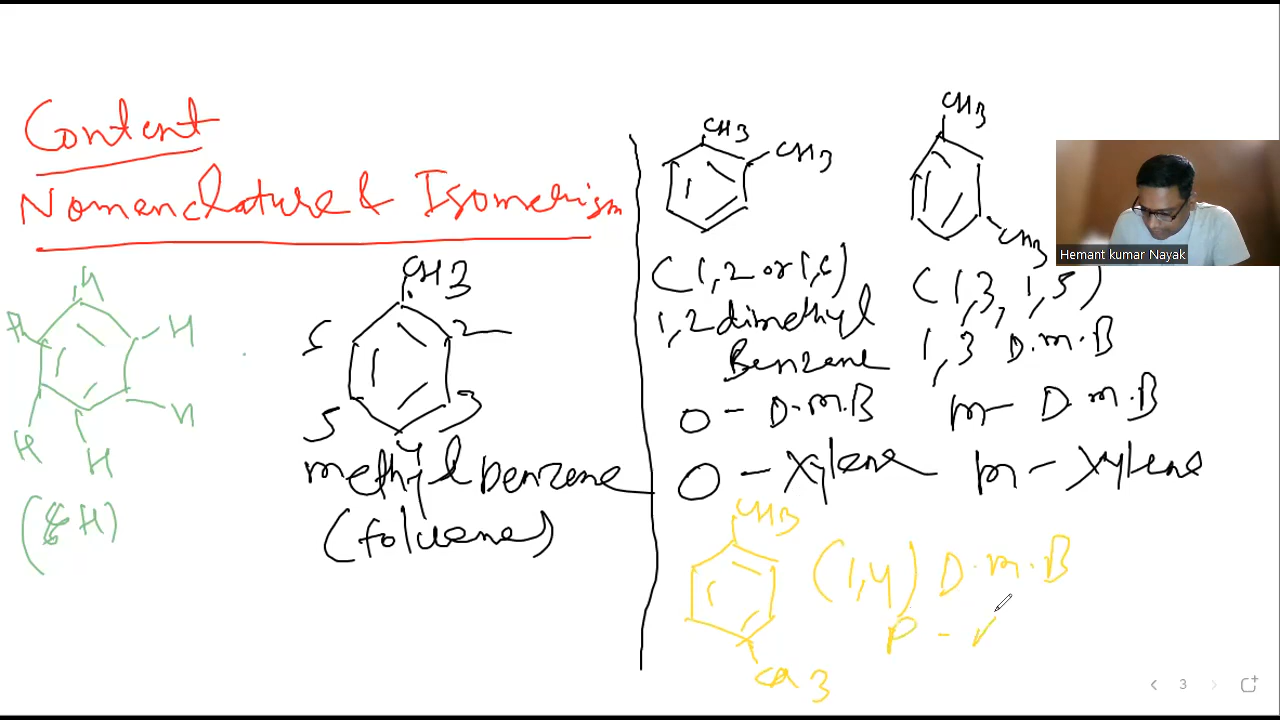 Content
Nomenclature & Isomerism
H
H
H
H
H
(6H)
CH3
6
2
5
3
4
methyl benzene
(toluene)
CH3
CH3
(1,2 or 1,6)
1,2 dimethyl
Benzene
O - D.M.B
O - Xylene
CH3
CH3
(1,3, 1,5)
1,3 D.M.B
m - D.M.B
m - Xylene
CH3
(1,4) D.M.B
P -
CH3
Hemant kumar Nayak
3